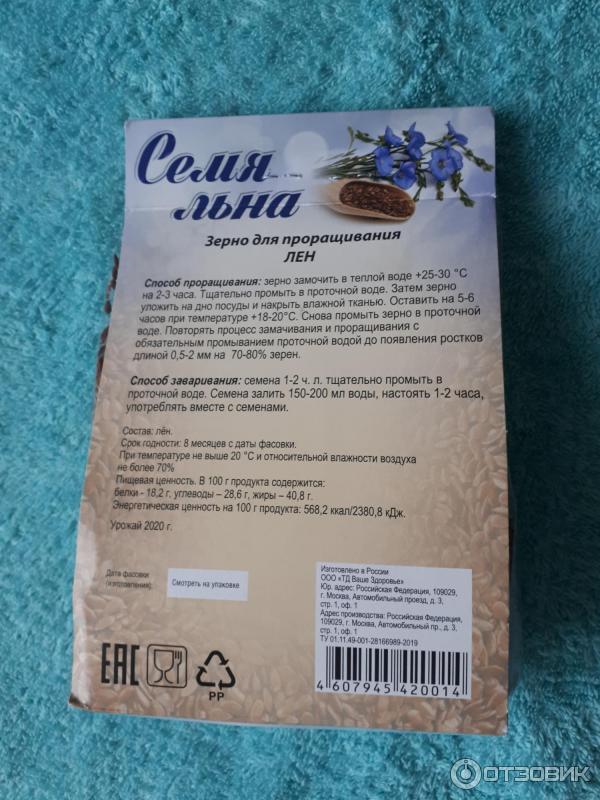 Семя
льна
Зерно для проращивания
ЛЕН
Способ проращивания: зерно замочить в теплой воде +25-30 °С
на 2-3 часа. Тщательно промыть в проточной воде. Затем зерно
уложить на дно посуды и накрыть влажной тканью. Оставить на 5-6
часов при температуре +18-20°С. Снова промыть зерно в проточной
воде. Повторять процесс замачивания и проращивания с
обязательным промыванием проточной водой до появления ростков
длиной 0,5-2 мм на 70-80% зерен.
Способ заваривания: семена 1-2 ч. л. тщательно промыть в
проточной воде. Семена залить 150-200 мл воды, настоять 1-2 часа,
употреблять вместе с семенами.
Состав: лён.
Срок годности: 8 месяцев с даты фасовки.
При температуре не выше 20 °С и относительной влажности воздуха
не более 70%
Пищевая ценность. В 100 г продукта содержится:
белки - 18,2 г. углеводы – 28,6 г, жиры – 40,8 г.
Энергетическая ценность на 100 г продукта: 568,2 ккал/2380,8 кДж.
Урожай 2020 г.
Дата фасовки
(изготовления):
Смотреть на упаковке
Изготовлено в России
ООО «ТД Ваше Здоровье»
Юр. адрес: Российская Федерация, 109029,
г. Москва, Автомобильный проезд, д. 3,
стр. 1, оф. 1
Адрес производства: Российская Федерация,
109029, г. Москва, Автомобильный пр., д. 3,
стр. 1, оф. 1
ТУ 01.11.49-001-28166989-2019
4 607945 420014
ЕАС
PP
ОТЗОВИК